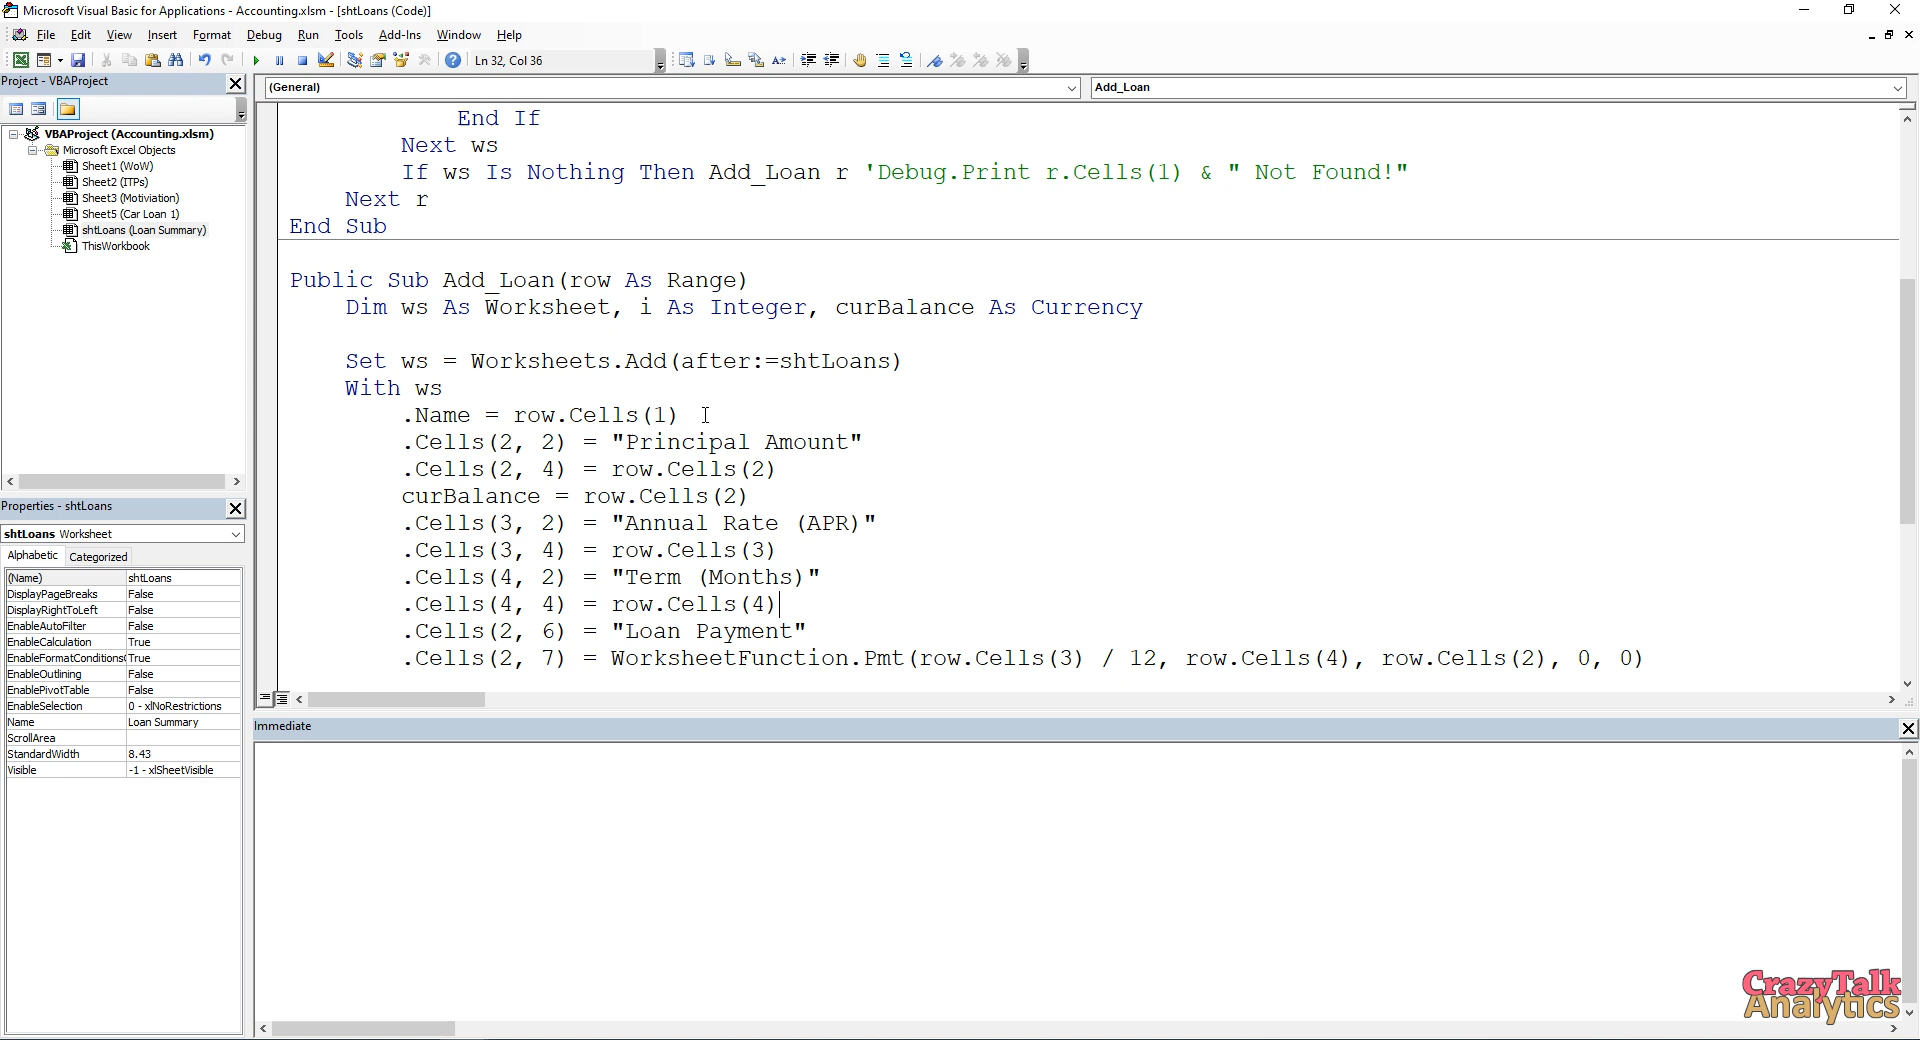 Microsoft Visual Basic for Applications - Accounting.xlsm - [shtLoans (Code)]
File Edit View Insert Format Debug Run Tools Add-Ins Window Help
Ln 32, Col 36
Project - VBAProject
VBAProject (Accounting.xlsm)
Microsoft Excel Objects
Sheet1 (WoW)
Sheet2 (ITPs)
Sheet3 (Motiviation)
Sheet5 (Car Loan 1)
shtLoans (Loan Summary)
ThisWorkbook
Properties - shtLoans
shtLoans Worksheet
Alphabetic Categorized
(Name) shtLoans
DisplayPageBreaks False
DisplayRightToLeft False
EnableAutoFilter False
EnableCalculation True
EnableFormatConditions( True
EnableOutlining False
EnablePivotTable False
EnableSelection 0 - xlNoRestrictions
Name Loan Summary
ScrollArea
StandardWidth 8.43
Visible -1 - xlSheetVisible
(General) Add_Loan
End If
Next ws
If ws Is Nothing Then Add_Loan r 'Debug.Print r.Cells(1) & " Not Found!"
Next r
End Sub
Public Sub Add_Loan(row As Range)
Dim ws As Worksheet, i As Integer, curBalance As Currency
Set ws = Worksheets.Add(after:=shtLoans)
With ws
.Name = row.Cells(1)
.Cells(2, 2) = "Principal Amount"
.Cells(2, 4) = row.Cells(2)
curBalance = row.Cells(2)
.Cells(3, 2) = "Annual Rate (APR)"
.Cells(3, 4) = row.Cells(3)
.Cells(4, 2) = "Term (Months)"
.Cells(4, 4) = row.Cells(4)
.Cells(2, 6) = "Loan Payment"
.Cells(2, 7) = WorksheetFunction.Pmt(row.Cells(3) / 12, row.Cells(4), row.Cells(2), 0, 0)
Immediate
CrazyTalk
Analytics